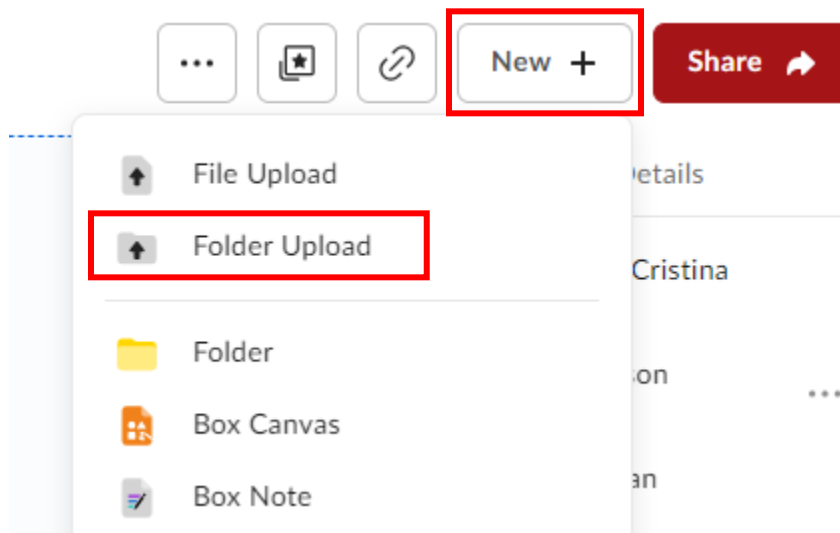 New +
Share
File Upload
Details
Folder Upload
Cristina
Folder
Box Canvas
Box Note